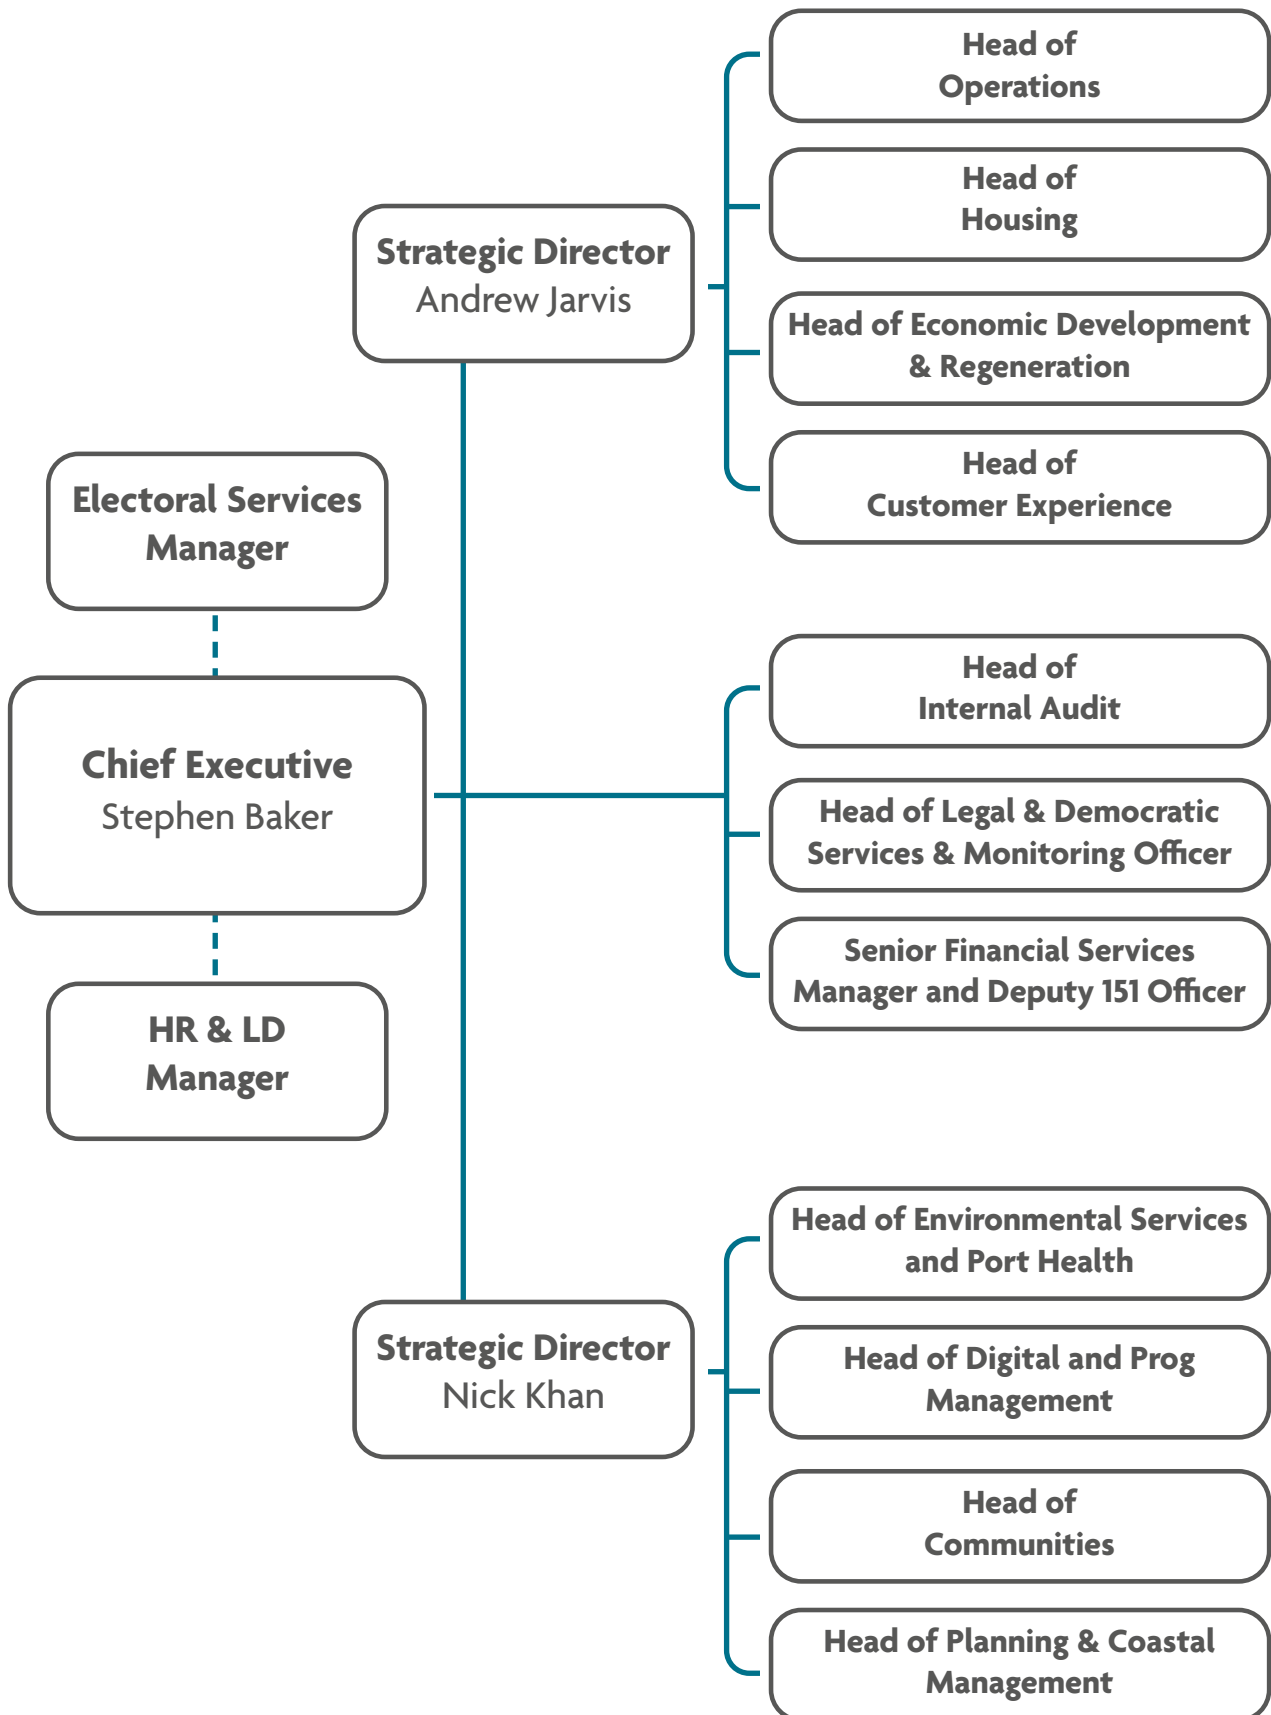 Head of
Operations
Head of
Housing
Strategic Director
Andrew Jarvis
Head of Economic Development
& Regeneration
Head of
Customer Experience
Electoral Services
Manager
Head of
Internal Audit
Chief Executive
Stephen Baker
Head of Legal & Democratic
Services & Monitoring Officer
Senior Financial Services
Manager and Deputy 151 Officer
HR & LD
Manager
Head of Environmental Services
and Port Health
Strategic Director
Nick Khan
Head of Digital and Prog
Management
Head of
Communities
Head of Planning & Coastal
Management